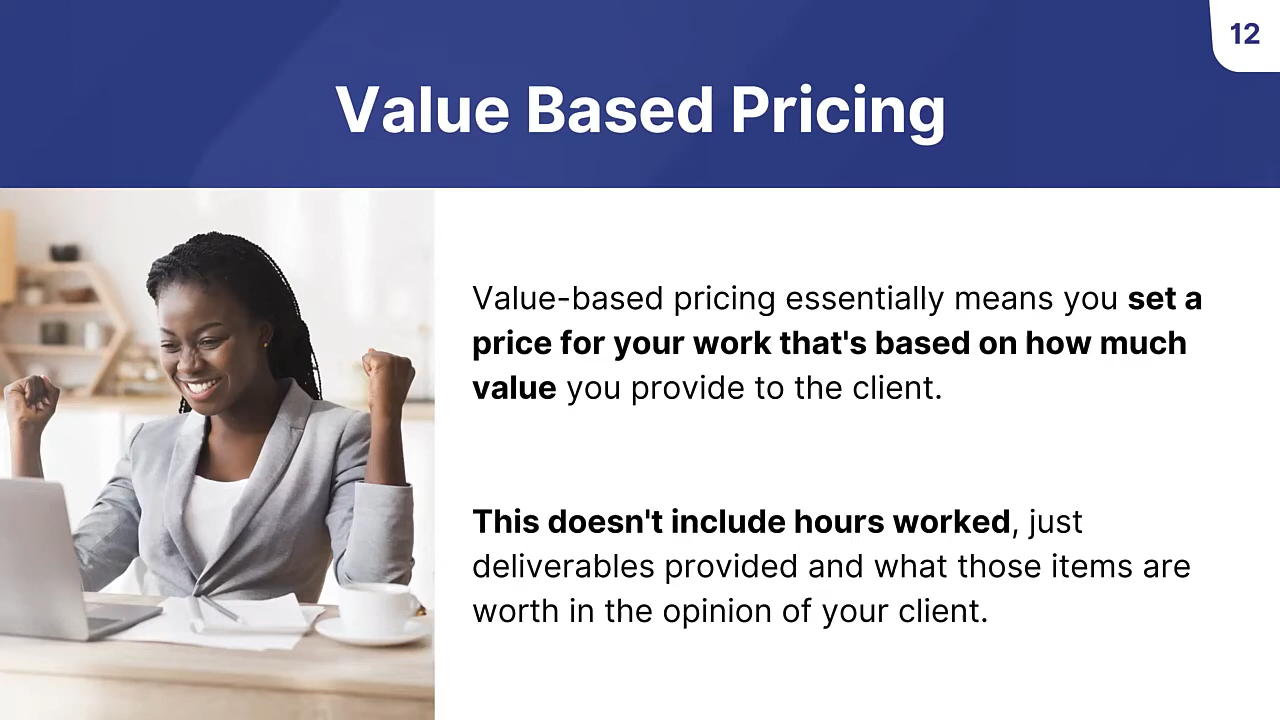 12
Value Based Pricing
Value-based pricing essentially means you set a
price for your work that's based on how much
value you provide to the client.
This doesn't include hours worked, just
deliverables provided and what those items are
worth in the opinion of your client.